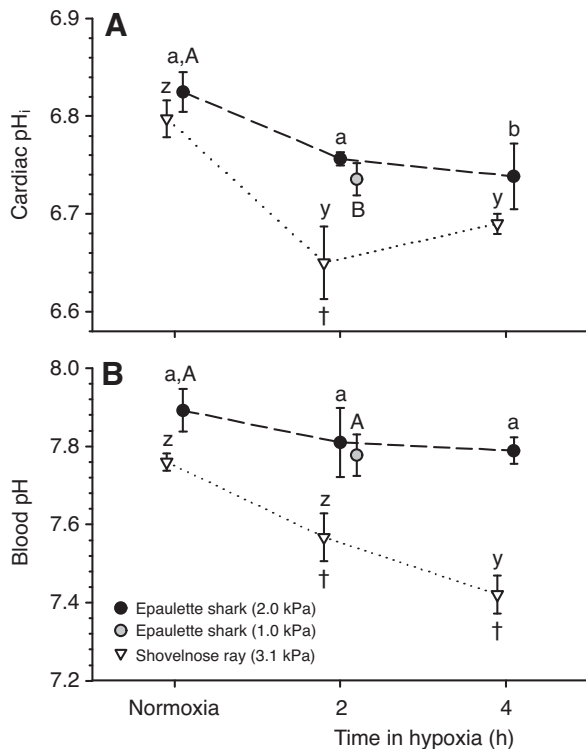 A
6.9
a,A
z
6.8
a
b
B
6.7
y
y
6.6
†
Cardiac pHi
B
8.0
a,A
a
A
a
z
7.8
z
7.6
y
†
7.4
†
7.2
Blood pH
Epaulette shark (2.0 kPa)
Epaulette shark (1.0 kPa)
Shovelnose ray (3.1 kPa)
Normoxia 2 4
Time in hypoxia (h)